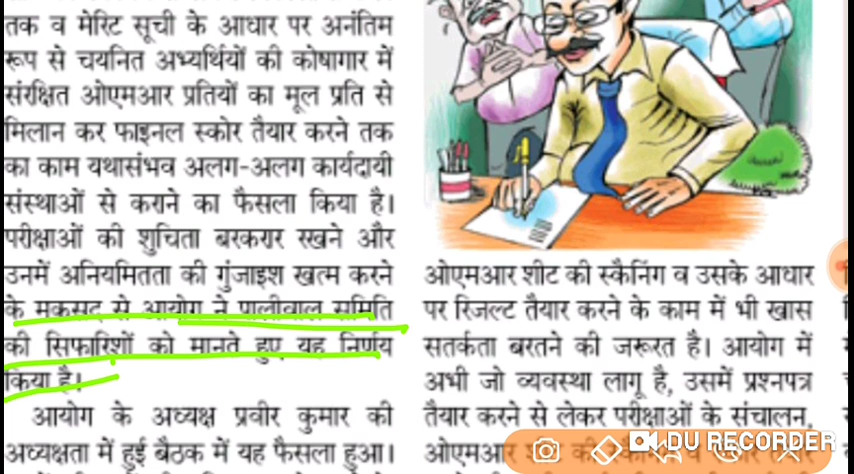 तक व मेरिट सूची के आधार पर अनंतिम
रूप से चयनित अभ्यर्थियों की कोषागार में
संरक्षित ओएमआर प्रतियों का मूल प्रति से
मिलान कर फाइनल स्कोर तैयार करने तक
का काम यथासंभव अलग-अलग कार्यदायी
संस्थाओं से कराने का फैसला किया है।
परीक्षाओं की शुचिता बरकरार रखने और
उनमें अनियमितता की गुंजाइश खत्म करने
के मकसद से आयोग ने पालीवाल समिति
की सिफारिशों को मानते हुए यह निर्णय
किया है।
आयोग के अध्यक्ष प्रवीर कुमार की
अध्यक्षता में हुई बैठक में यह फैसला हुआ।
ओएमआर शीट की स्कैनिंग व उसके आधार
पर रिजल्ट तैयार करने के काम में भी खास
सतर्कता बरतने की जरूरत है। आयोग में
अभी जो व्यवस्था लागू है, उसमें प्रश्नपत्र
तैयार करने से लेकर परीक्षाओं के संचालन,
ओएमआर
DU RECORDER